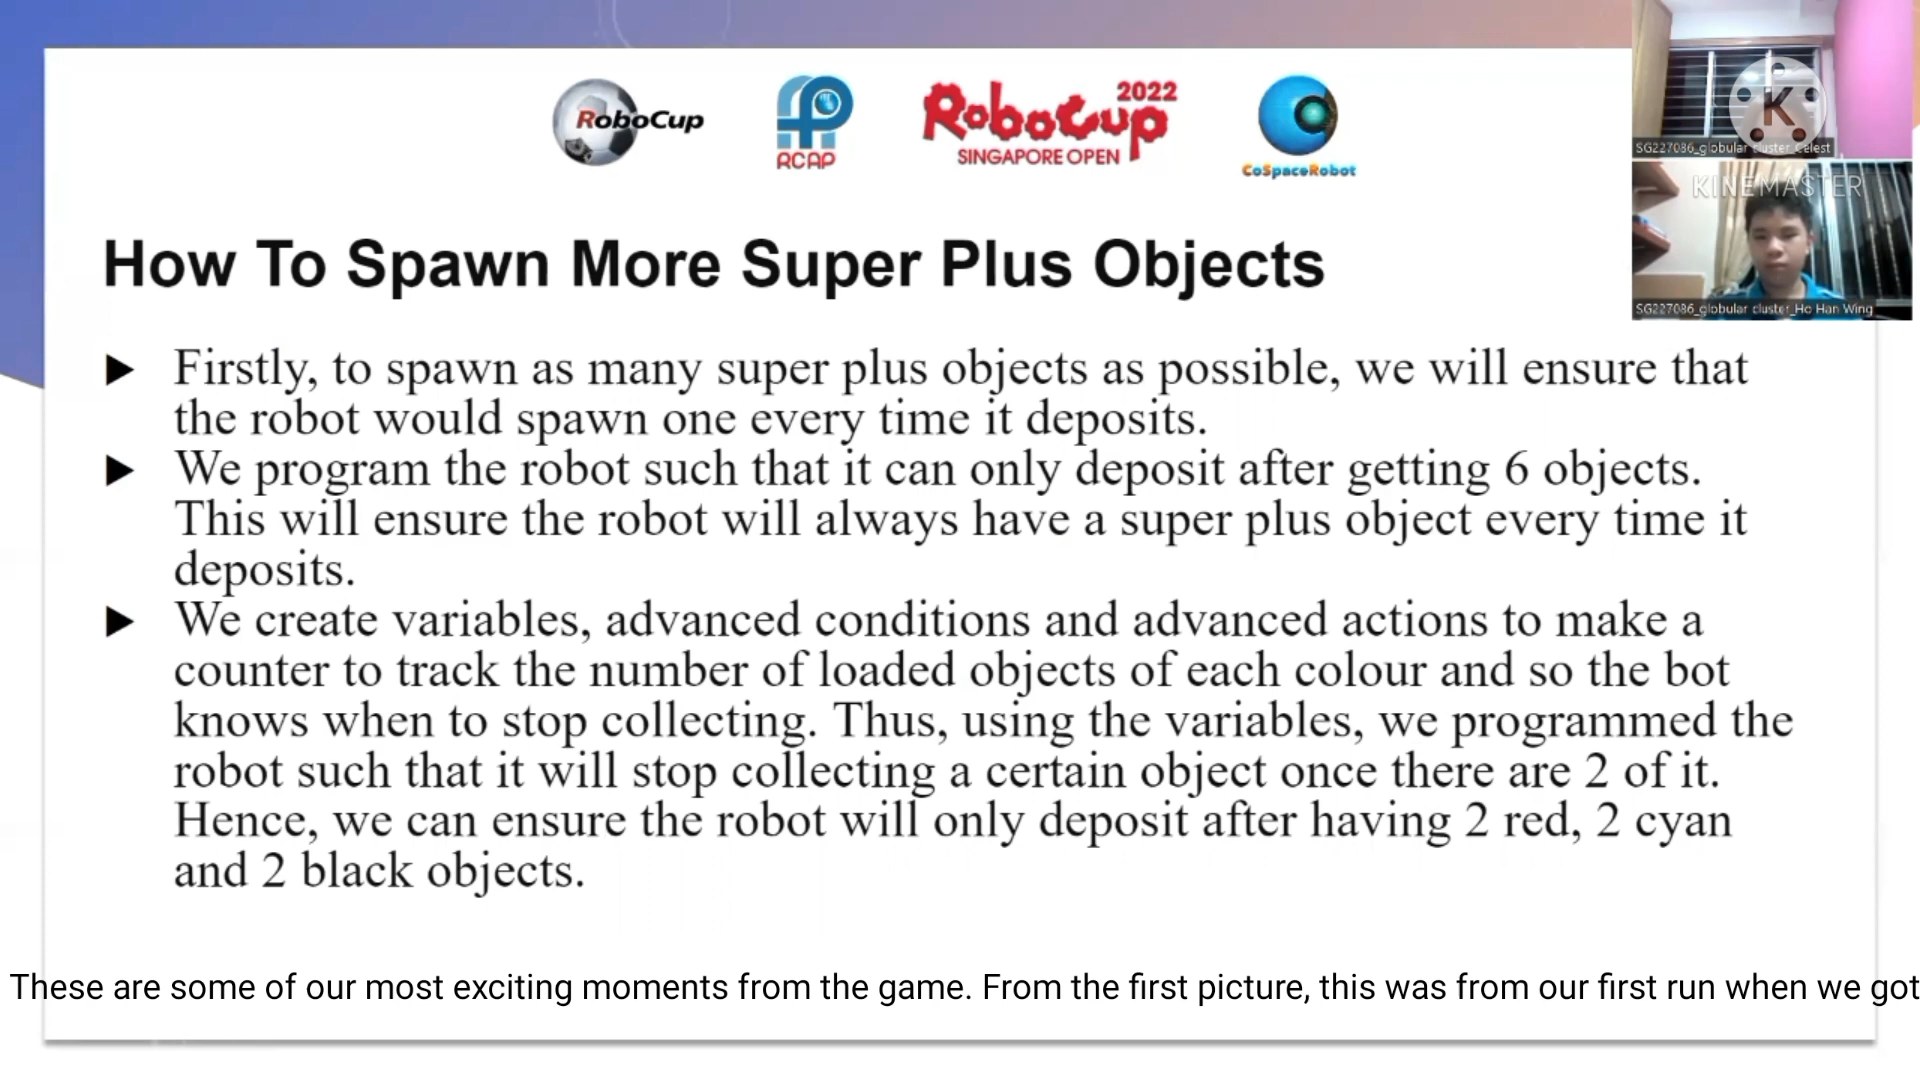 RoboCup
RCAP
RoboCup 2022
SINGAPORE OPEN
CoSpaceRobot
K
SG227086_globular cluster_Celest
KINEMASTER
SG227086_globular cluster_Ho Han Wing
How To Spawn More Super Plus Objects
Firstly, to spawn as many super plus objects as possible, we will ensure that
the robot would spawn one every time it deposits.
We program the robot such that it can only deposit after getting 6 objects.
This will ensure the robot will always have a super plus object every time it
deposits.
We create variables, advanced conditions and advanced actions to make a
counter to track the number of loaded objects of each colour and so the bot
knows when to stop collecting. Thus, using the variables, we programmed the
robot such that it will stop collecting a certain object once there are 2 of it.
Hence, we can ensure the robot will only deposit after having 2 red, 2 cyan
and 2 black objects.
These are some of our most exciting moments from the game. From the first picture, this was from our first run when we got